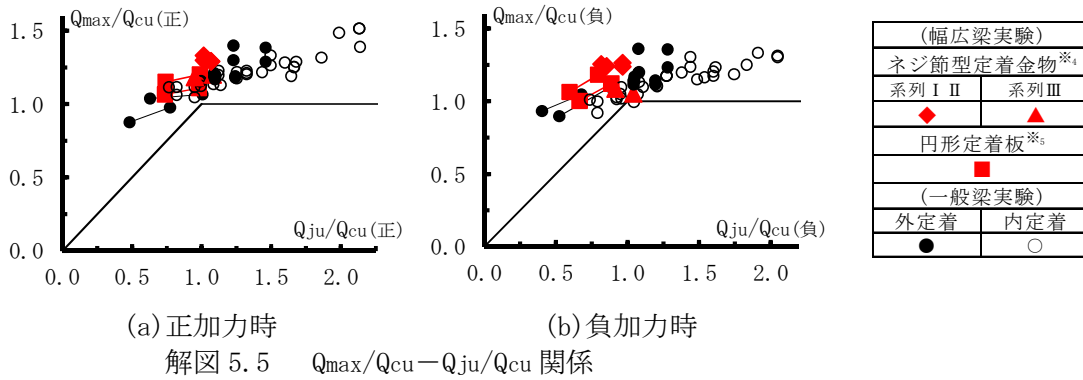 Qmax/Qcu(正)
1.5
1.0
0.5
0.0
Qju/Qcu(正)
0.0 0.5 1.0 1.5 2.0
(a)正加力時
Qmax/Qcu(負)
1.5
1.0
0.5
0.0
Qju/Qcu(負)
0.0 0.5 1.0 1.5 2.0
(b)負加力時
(幅広梁実験)
ネジ節型定着金物※4
系列ⅠⅡ 系列Ⅲ
円形定着板※5
(一般梁実験)
外定着 内定着
解図 5.5 Qmax/Qcu−Qju/Qcu 関係